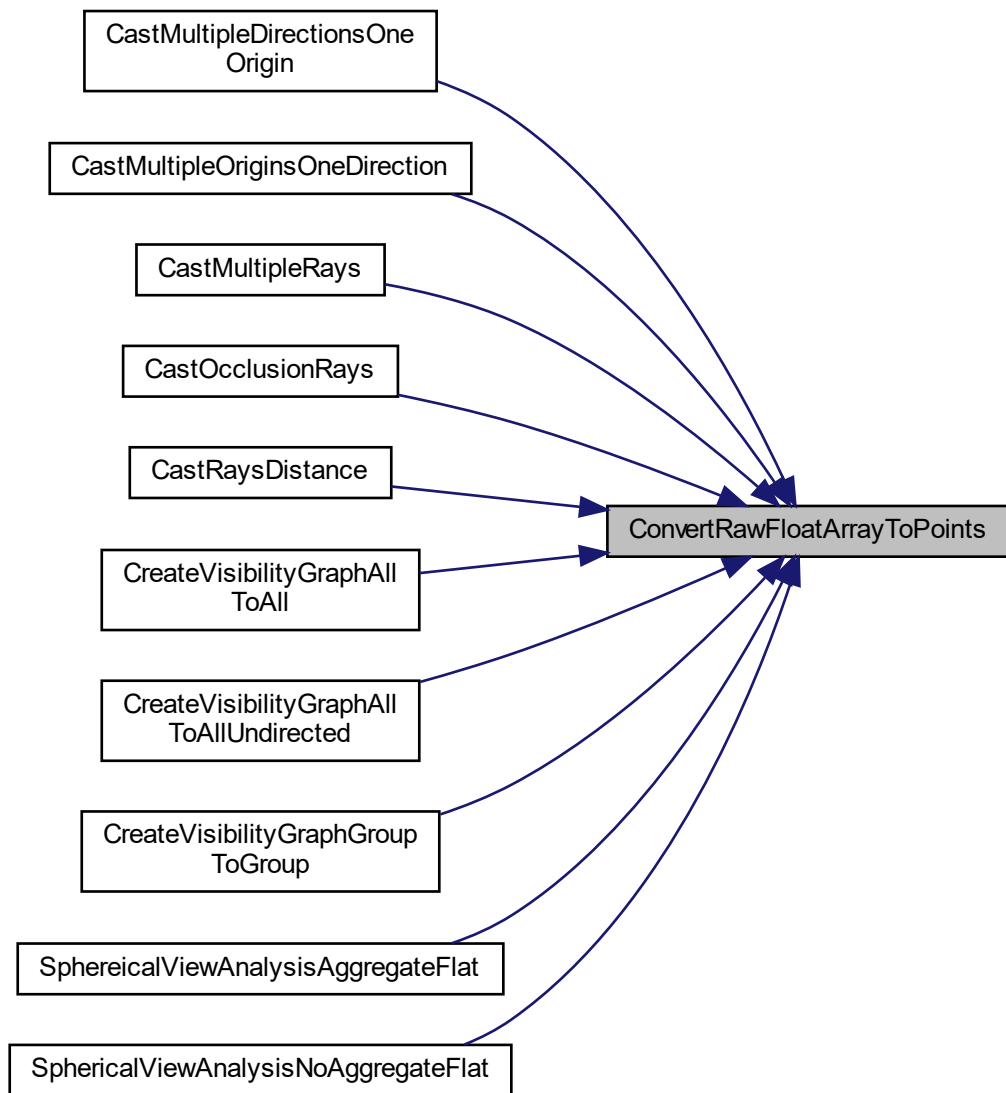 CastMultipleDirectionsOne
Origin
CastMultipleOriginsOneDirection
CastMultipleRays
CastOcclusionRays
CastRaysDistance
ConvertRawFloatArrayToPoints
CreateVisibilityGraphAll
ToAll
CreateVisibilityGraphAll
ToAllUndirected
CreateVisibilityGraphGroup
ToGroup
SphereicalViewAnalysisAggregateFlat
SphericalViewAnalysisNoAggregateFlat